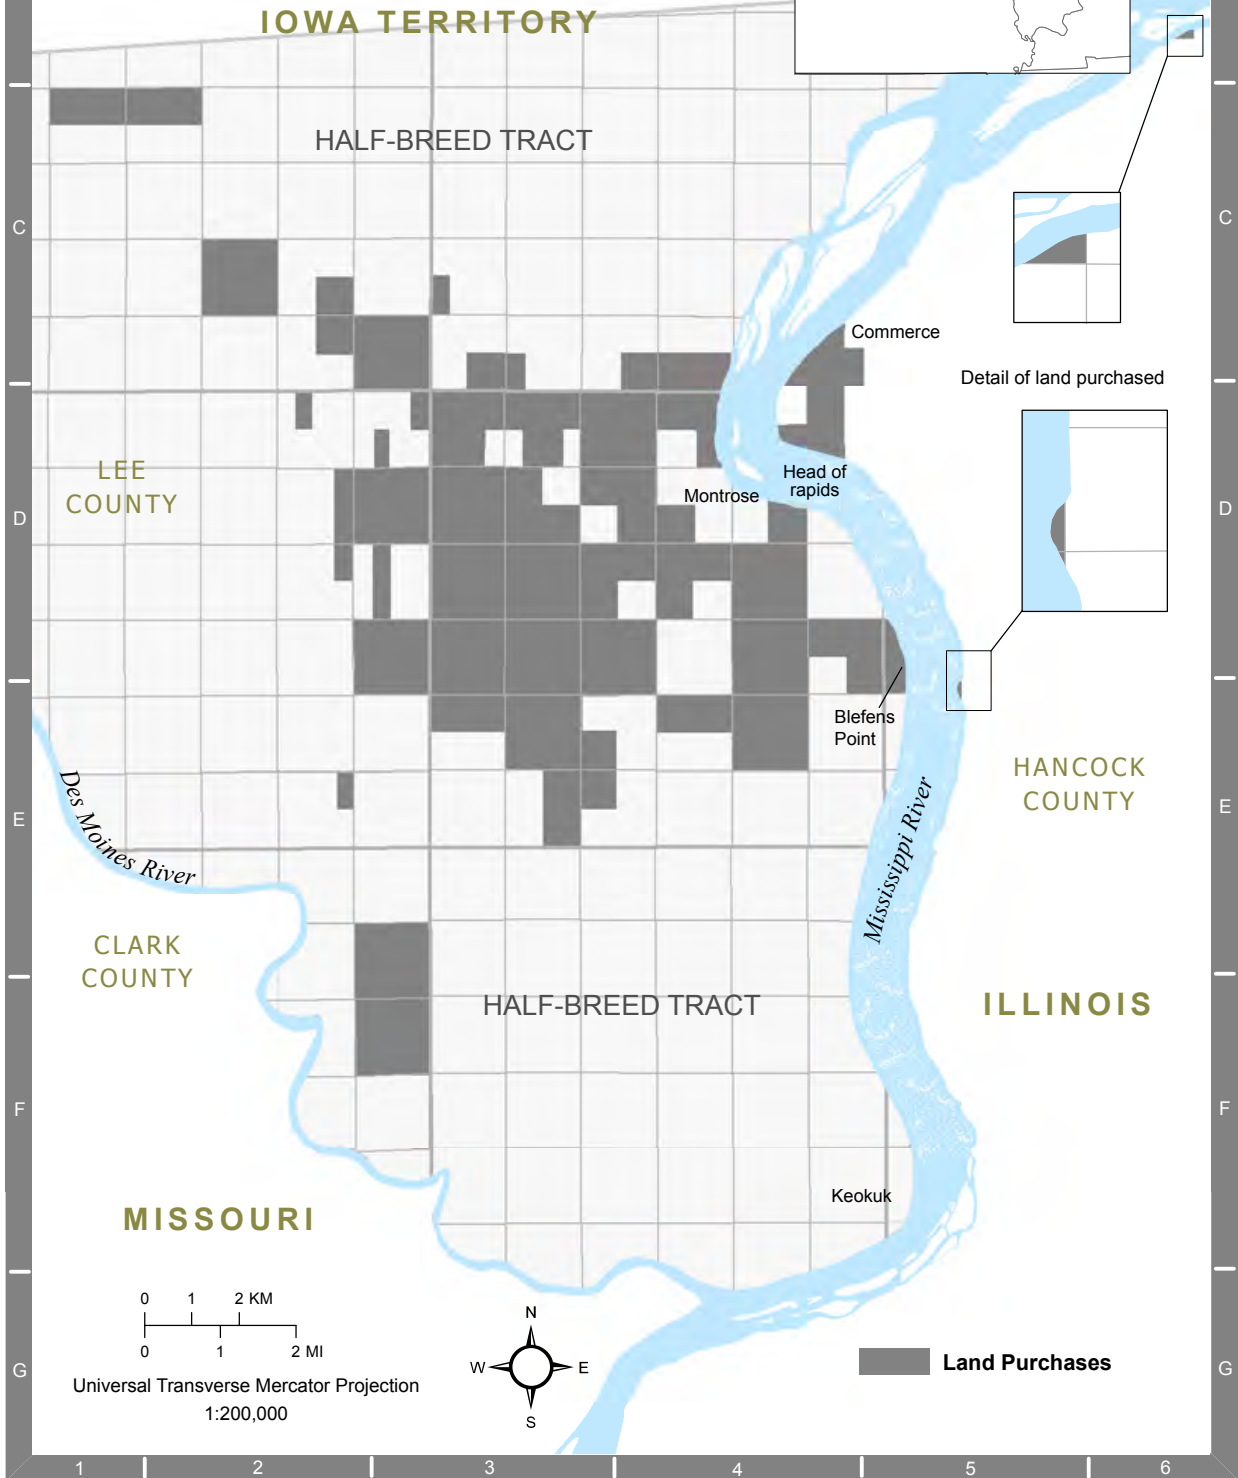 IOWA TERRITORY
HALF-BREED TRACT
C
C
Commerce
Detail of land purchased
LEE
COUNTY
Head of
rapids
Montrose
D
D
Blefens
Point
HANCOCK
COUNTY
Des Moines River
Mississippi River
E
E
CLARK
COUNTY
HALF-BREED TRACT
ILLINOIS
F
F
Keokuk
MISSOURI
0 1 2 KM
0 1 2 MI
Universal Transverse Mercator Projection
1:200,000
N
W E
S
Land Purchases
G
G
1 2 3 4 5 6